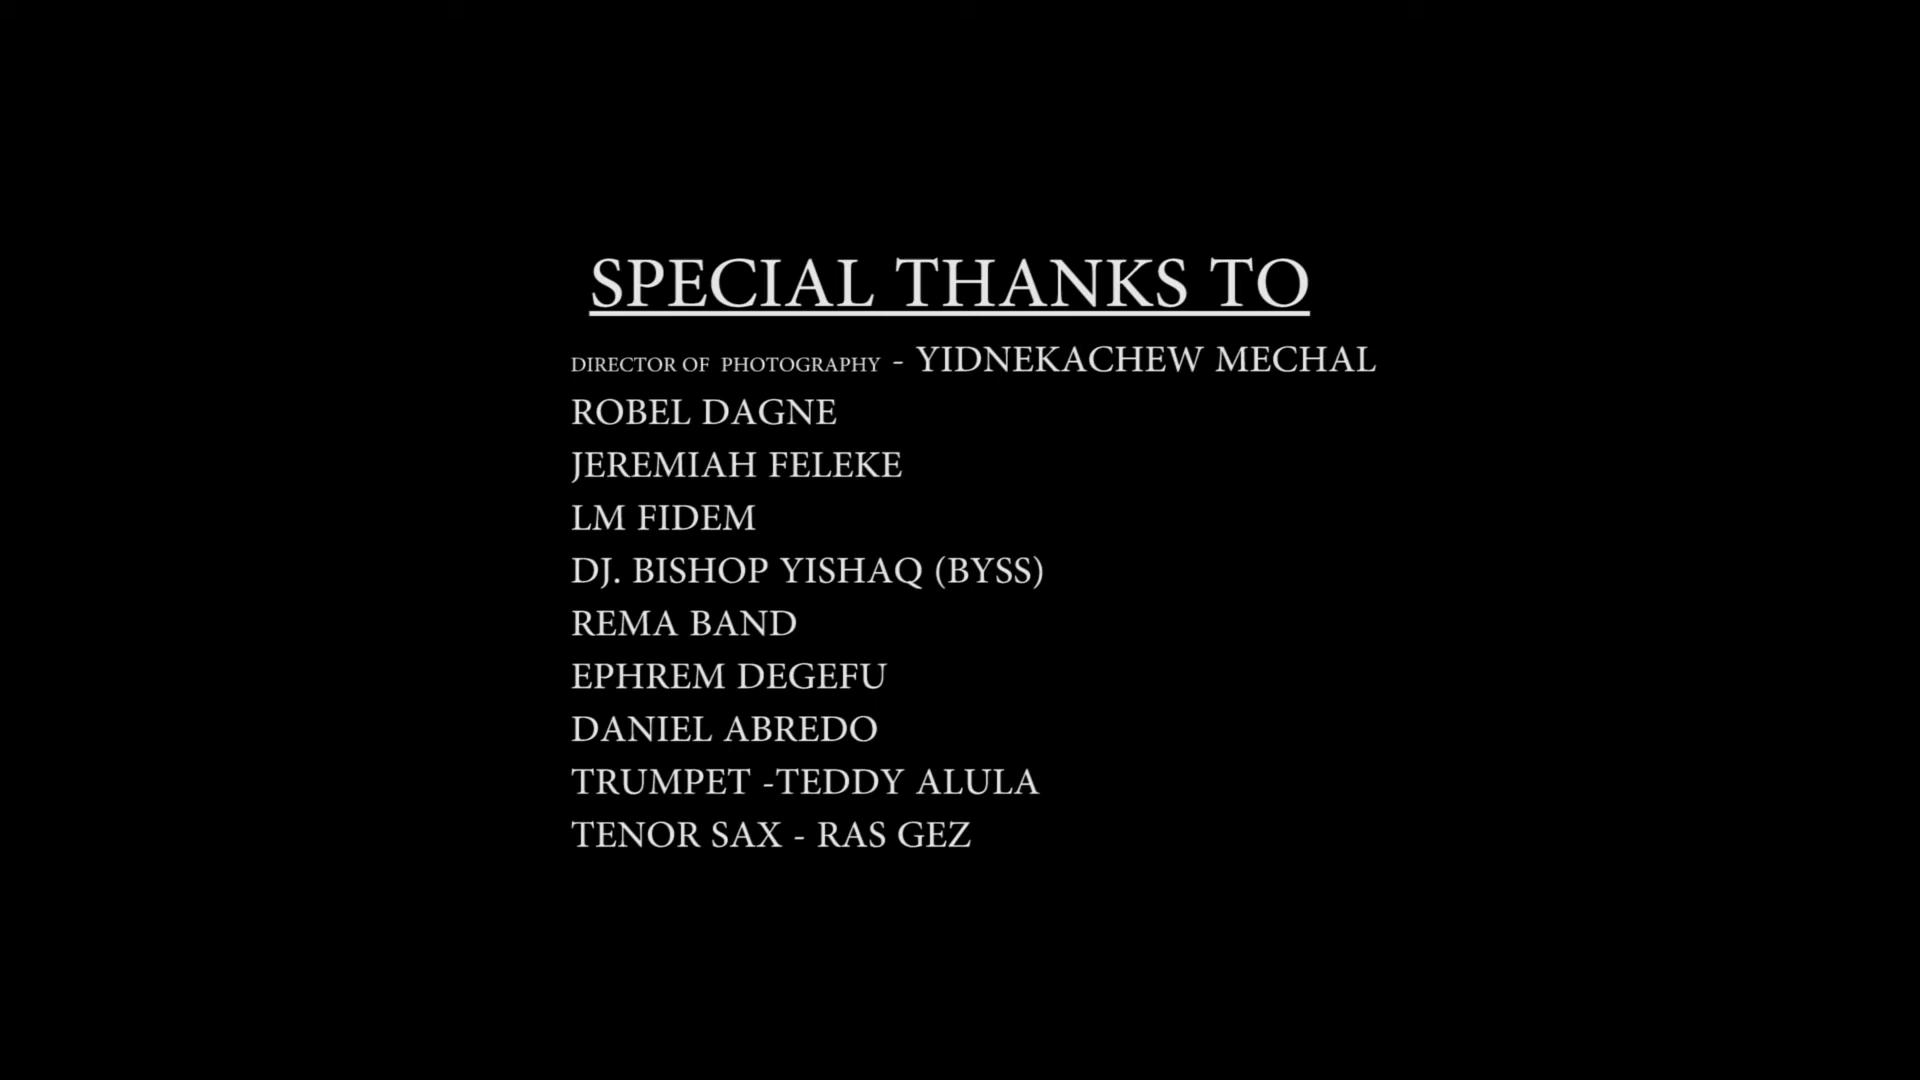 SPECIAL THANKS TO
DIRECTOR OF PHOTOGRAPHY - YIDNEKACHEW MECHAL
ROBEL DAGNE
JEREMIAH FELEKE
LM FIDEM
DJ. BISHOP YISHAQ (BYSS)
REMA BAND
EPHREM DEGEFU
DANIEL ABREDO
TRUMPET -TEDDY ALULA
TENOR SAX - RAS GEZ